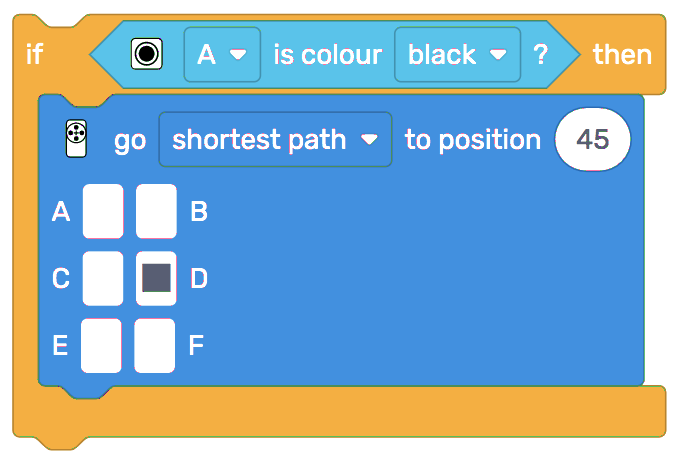 if A is colour black ? then
go shortest path to position 45
A B
C D
E F